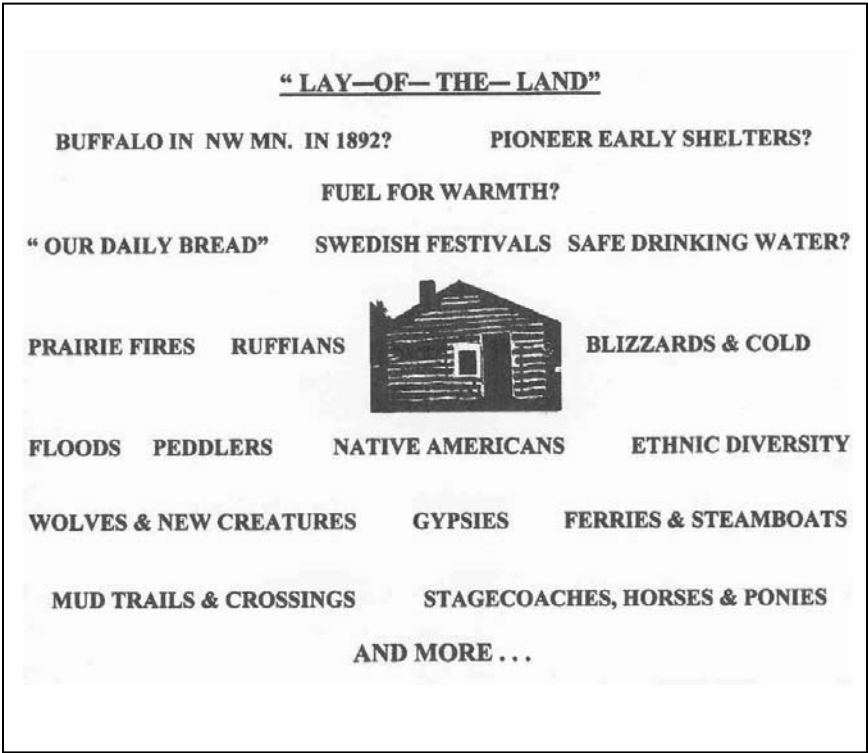 “ LAY—OF— THE— LAND”
BUFFALO IN NW MN. IN 1892? PIONEER EARLY SHELTERS?
FUEL FOR WARMTH?
“ OUR DAILY BREAD” SWEDISH FESTIVALS SAFE DRINKING WATER?
PRAIRIE FIRES RUFFIANS BLIZZARDS & COLD
FLOODS PEDDLERS NATIVE AMERICANS ETHNIC DIVERSITY
WOLVES & NEW CREATURES GYPSIES FERRIES & STEAMBOATS
MUD TRAILS & CROSSINGS STAGECOACHES, HORSES & PONIES
AND MORE . . .